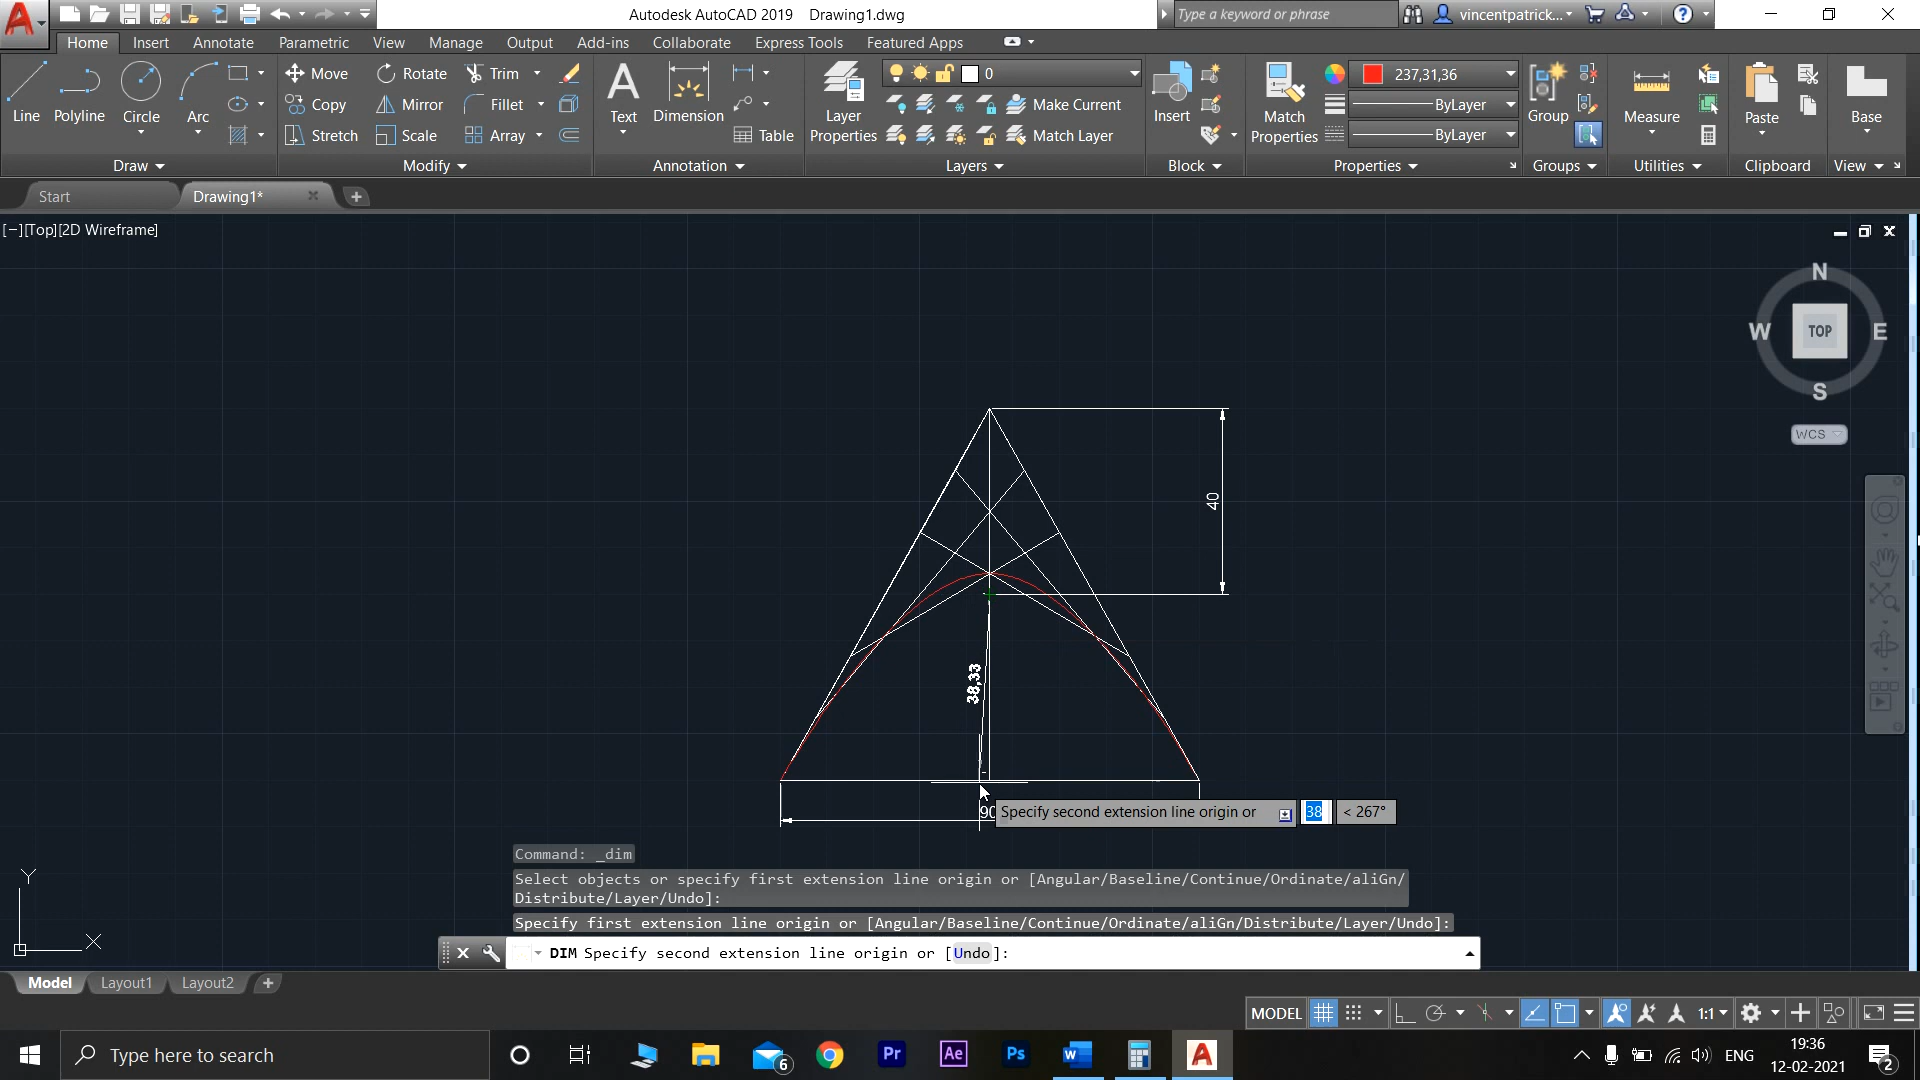 Autodesk AutoCAD 2019 Drawing1.dwg
Type a keyword or phrase
vincentpatrick...
Home Insert Annotate Parametric View Manage Output Add-ins Collaborate Express Tools Featured Apps
Line Polyline Circle Arc
Move Rotate Trim
Copy Mirror Fillet
Stretch Scale Array
Text Dimension Table
Layer Properties
0
Make Current
Match Layer
Insert
Match Properties
237,31,36
ByLayer
ByLayer
Group
Measure
Paste
Base
Draw Modify Annotation Layers Block Properties Groups Utilities Clipboard View
Start Drawing1*
[−][Top][2D Wireframe]
N
W TOP E
S
WCS
40
38,33
90
Specify second extension line origin or 38 < 267°
Command: _dim
Select objects or specify first extension line origin or [Angular/Baseline/Continue/Ordinate/aliGn/
Distribute/Layer/Undo]:
Specify first extension line origin or [Angular/Baseline/Continue/Ordinate/aliGn/Distribute/Layer/Undo]:
DIM Specify second extension line origin or [Undo]:
Y
X
Model Layout1 Layout2
MODEL 1:1
Type here to search
6
Pr Ae Ps
ENG
19:36
12-02-2021
2